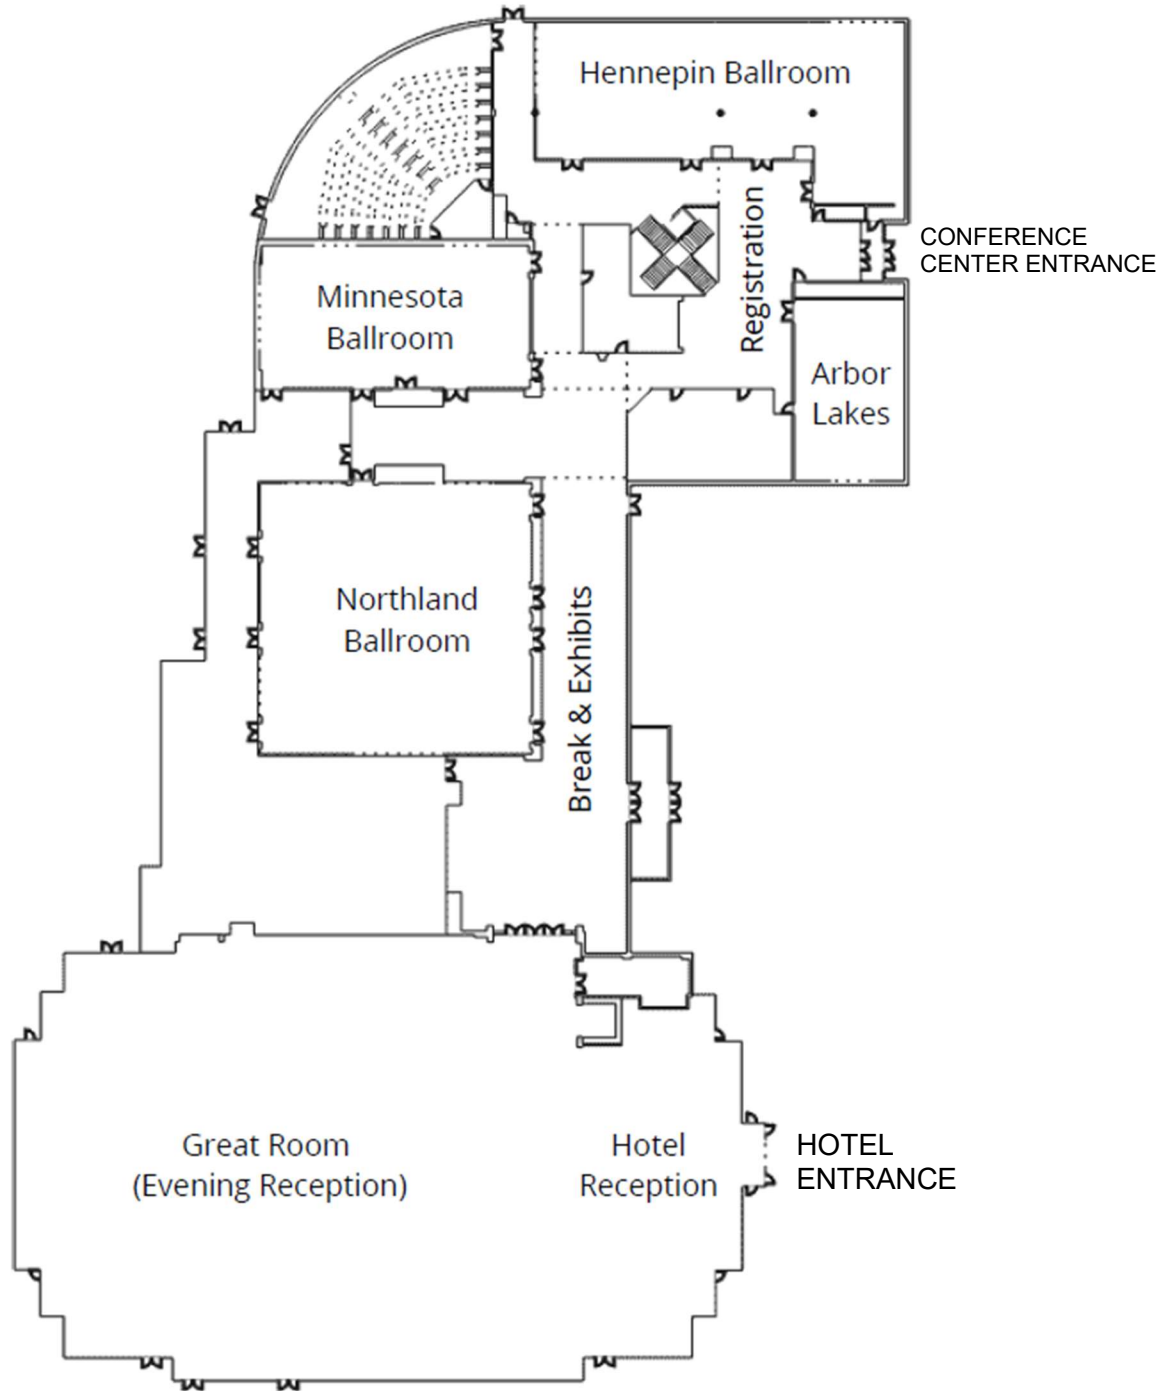 Hennepin Ballroom
Registration
CONFERENCE
CENTER ENTRANCE
Minnesota
Ballroom
Arbor
Lakes
Northland
Ballroom
Break & Exhibits
Great Room
(Evening Reception)
Hotel
Reception
HOTEL
ENTRANCE